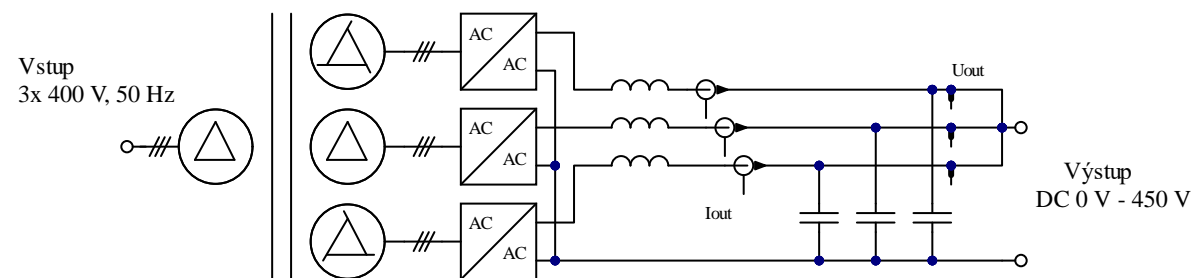 Vstup
3x 400 V, 50 Hz
AC
AC
AC
AC
AC
AC
Uout
Iout
Výstup
DC 0 V - 450 V